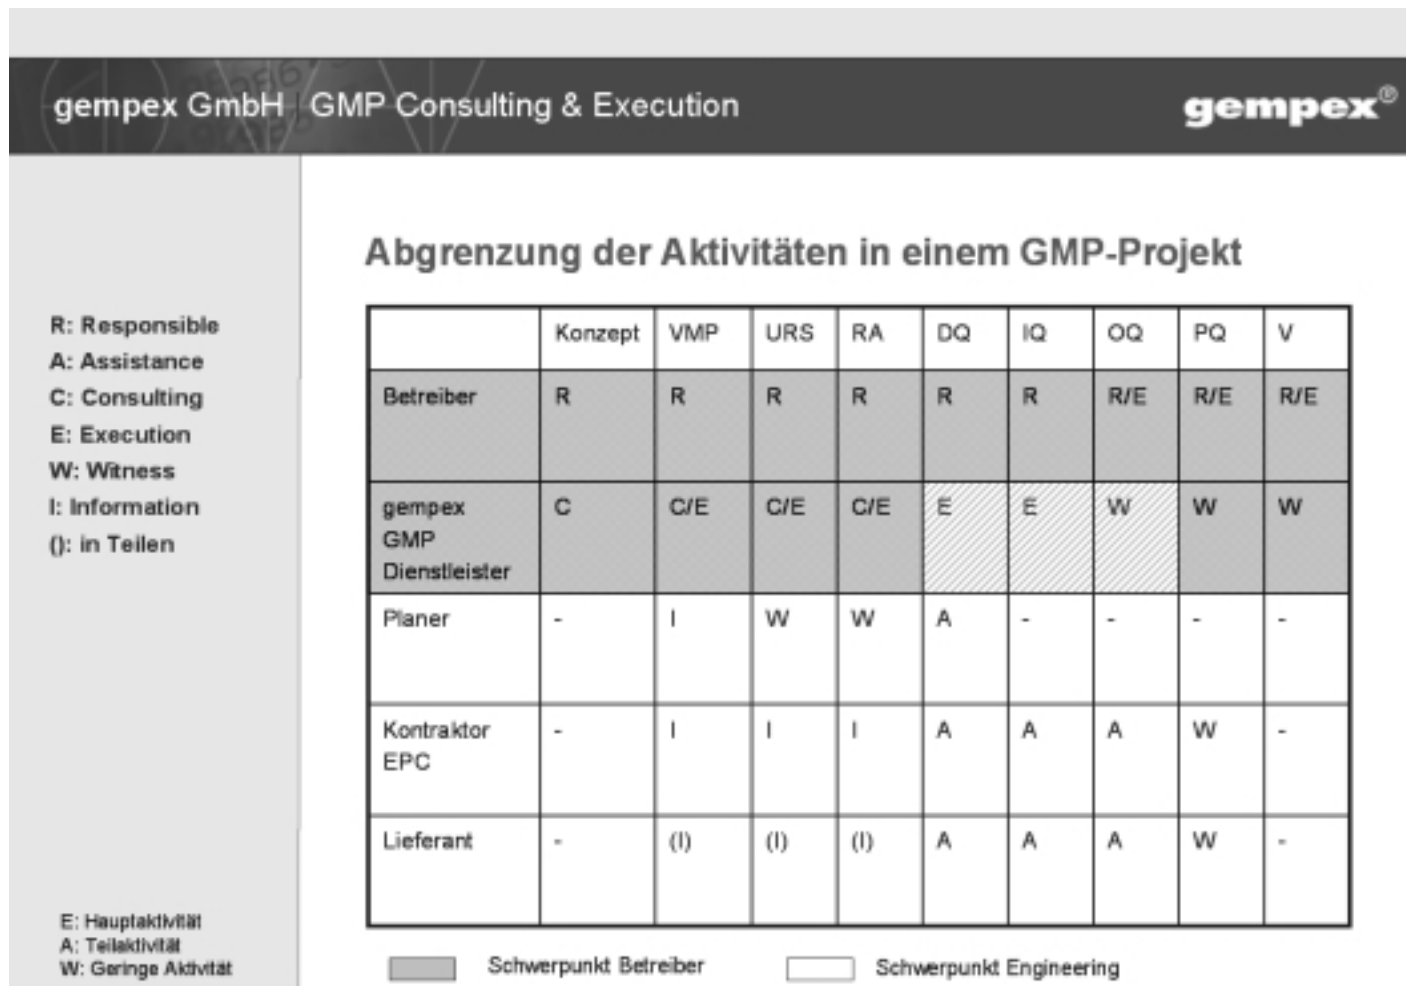 gempex GmbH GMP Consulting & Execution
gempex®
Abgrenzung der Aktivitäten in einem GMP-Projekt
R: Responsible
A: Assistance
C: Consulting
E: Execution
W: Witness
I: Information
(): in Teilen
Konzept VMP URS RA DQ IQ OQ PQ V
Betreiber R R R R R R R/E R/E R/E
gempex C C/E C/E C/E E E W W W
GMP
Dienstleister
Planer - I W W A - - - -
Kontraktor - I I I A A A W -
EPC
Lieferant - (I) (I) (I) A A A W -
E: Hauptaktivität
A: Teilaktivität
W: Geringe Aktivität
Schwerpunkt Betreiber Schwerpunkt Engineering